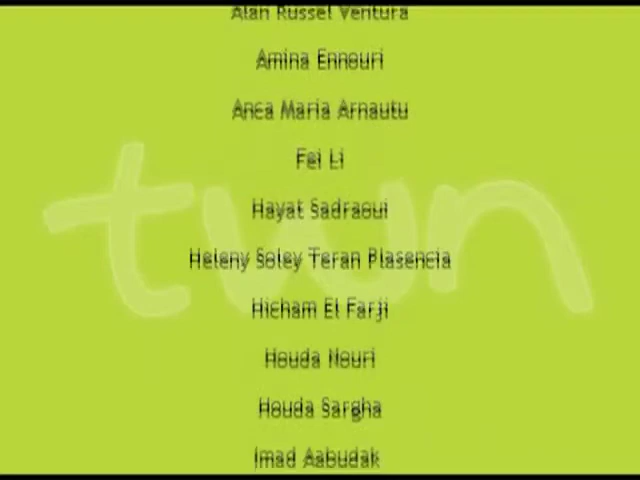 Alan Russel Ventura
Amina Ennouri
Anca Maria Arnautu
Fei Li
Hayat Sadraoui
Heleny Soley Teran Plasencia
Hicham El Farji
Houda Nouri
Houda Sargha
Imad Aabudak
twn